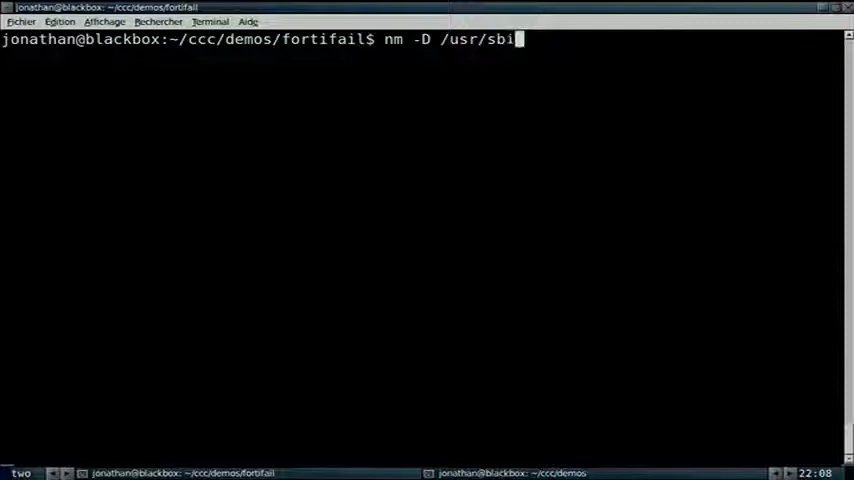 jonathan@blackbox: ~/ccc/demos/fortifail
Fichier Édition Affichage Rechercher Terminal Aide
jonathan@blackbox:~/ccc/demos/fortifail$ nm -D /usr/sbi
two jonathan@blackbox: ~/ccc/demos/fortifail jonathan@blackbox: ~/ccc/demos 22:08